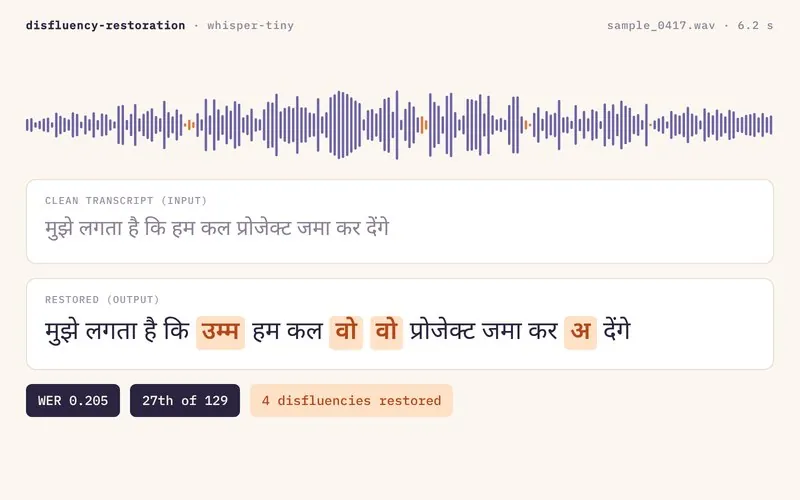 disfluency-restoration · whisper-tiny
sample_0417.wav · 6.2 s
CLEAN TRANSCRIPT (INPUT)
मुझे लगता है कि हम कल प्रोजेक्ट जमा कर देंगे
RESTORED (OUTPUT)
मुझे लगता है कि उम्म हम कल वो वो प्रोजेक्ट जमा कर अ देंगे
WER 0.205
27th of 129
4 disfluencies restored